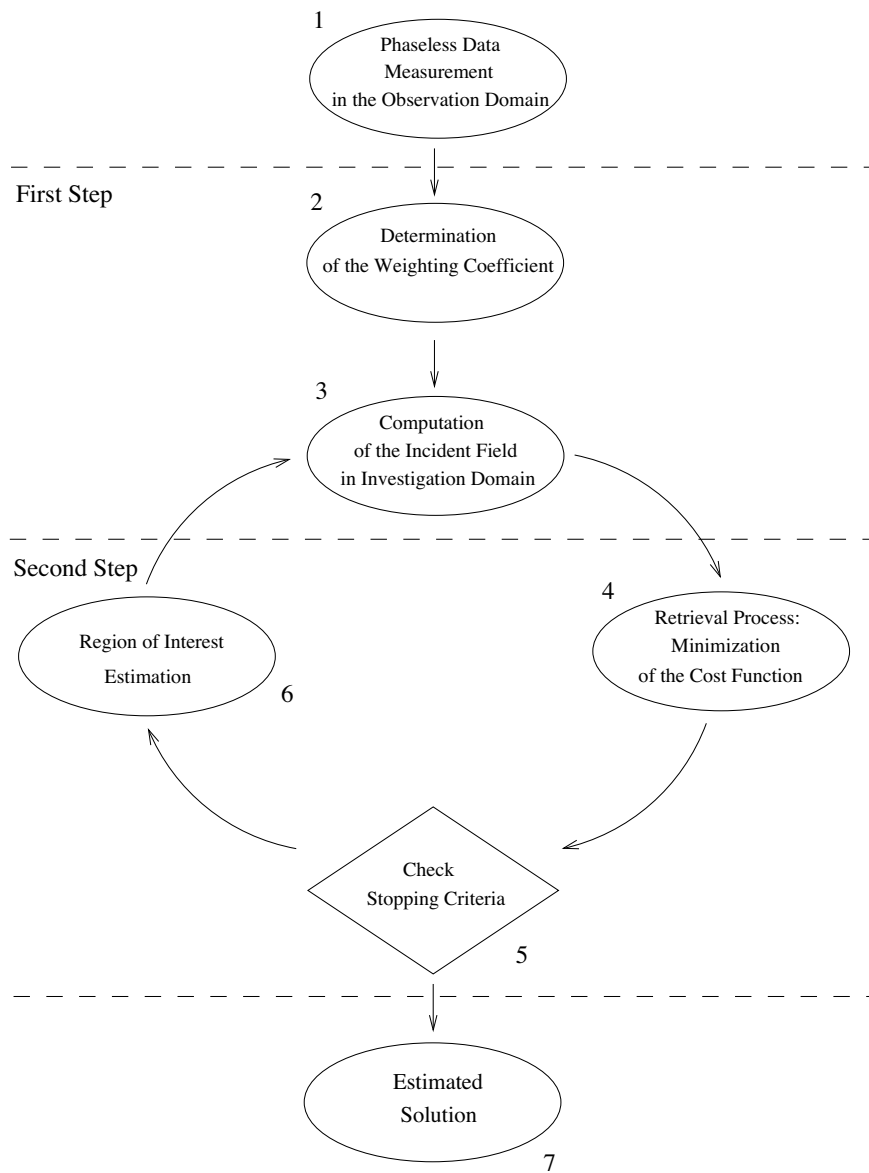 1
Phaseless Data
Measurement
in the Observation Domain
First Step
2
Determination
of the Weighting Coefficient
3
Computation
of the Incident Field
in Investigation Domain
Second Step
4
Retrieval Process:
Minimization
of the Cost Function
Region of Interest
Estimation
6
Check
Stopping Criteria
5
Estimated
Solution
7